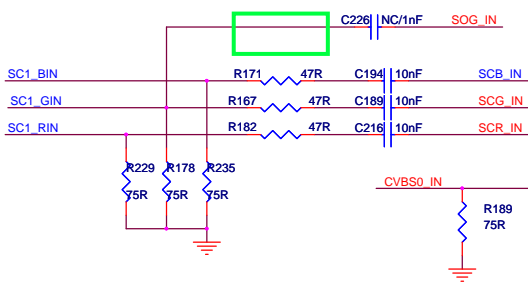 C226 NC/1nF SOG_IN
SC1_BIN R171 47R C194 10nF SCB_IN
SC1_GIN R167 47R C189 10nF SCG_IN
SC1_RIN R182 47R C216 10nF SCR_IN
R229 R178 R235
75R 75R 75R
CVBS0_IN
R189
75R